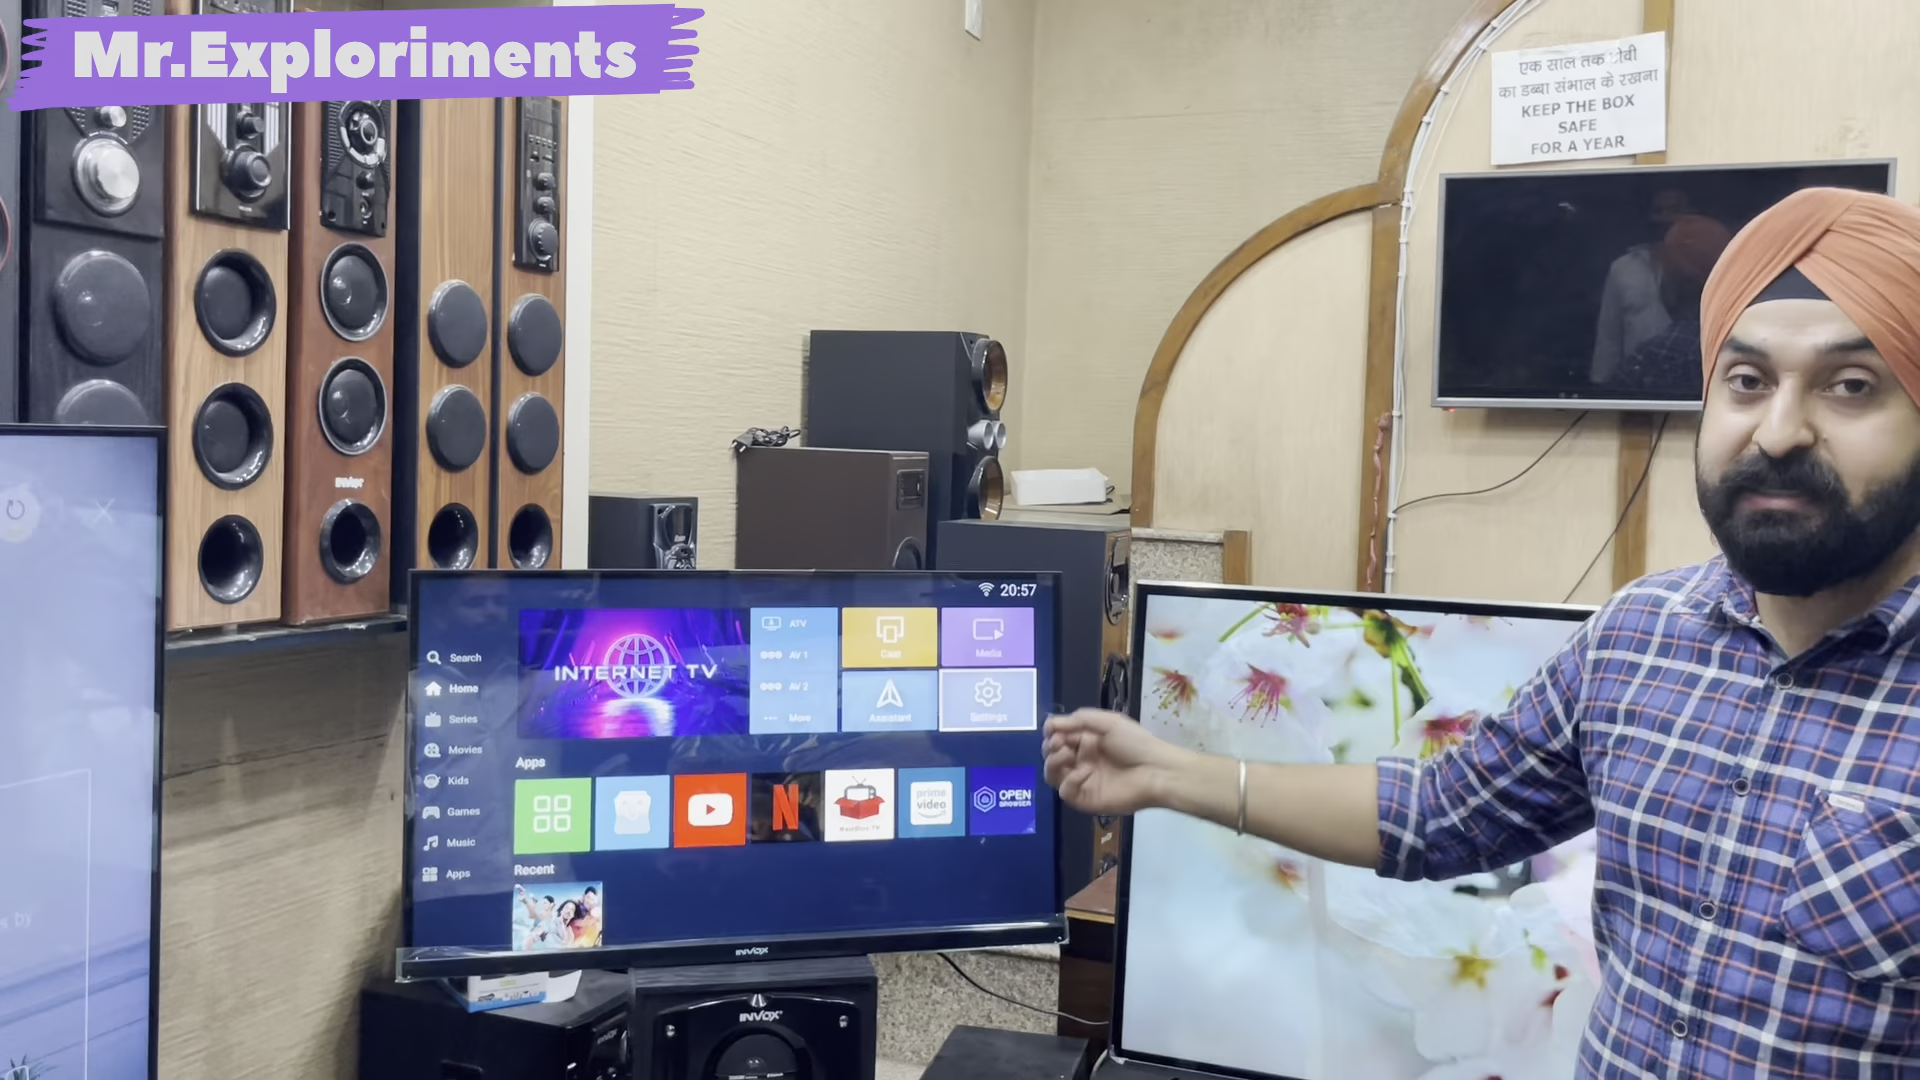 Mr.Exploriments
एक साल तक टीवी
का डब्बा संभाल के रखना
KEEP THE BOX
SAFE
FOR A YEAR
INVOX
20:57
Search
Home
Series
Movies
Kids
Games
Music
Apps
INTERNET TV
ATV
AV 1
AV 2
More
Cast
Media
Assistant
Settings
Apps
N
prime
video
OPEN
BROWSER
Recent
INVOX
INVOX